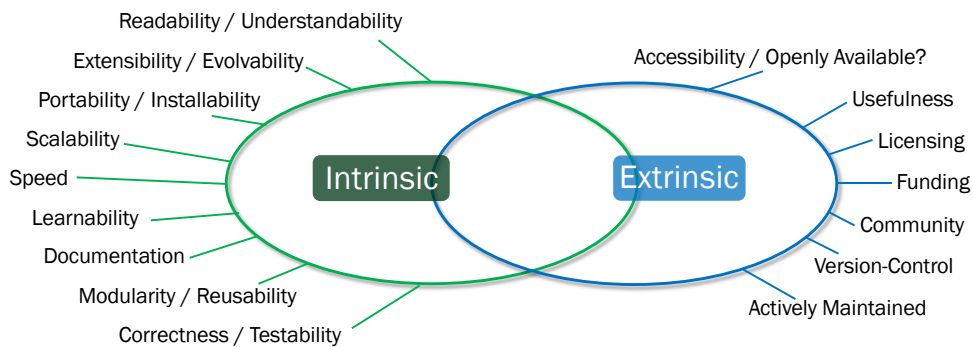 Readability / Understandability
Extensibility / Evolvability
Portability / Installability
Scalability
Speed
Learnability
Documentation
Modularity / Reusability
Correctness / Testability
Intrinsic
Extrinsic
Accessibility / Openly Available?
Usefulness
Licensing
Funding
Community
Version-Control
Actively Maintained